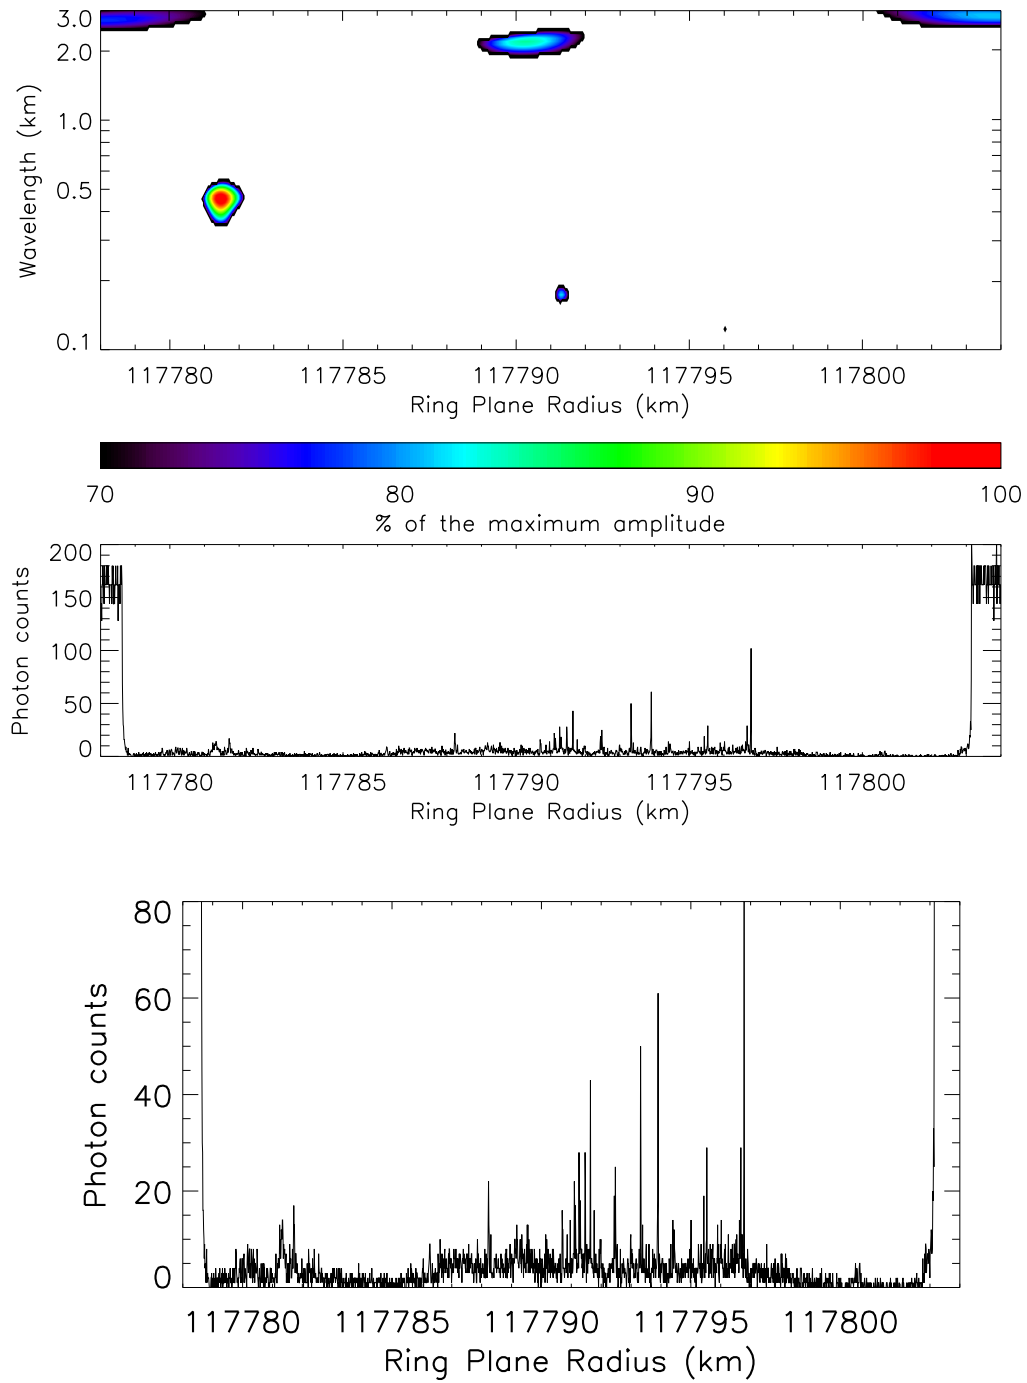 3.0
2.0
1.0
0.5
0.1
Wavelength (km)
117780 117785 117790 117795 117800
Ring Plane Radius (km)
70 80 90 100
% of the maximum amplitude
200
150
100
50
0
Photon counts
117780 117785 117790 117795 117800
Ring Plane Radius (km)
80
60
40
20
0
Photon counts
117780 117785 117790 117795 117800
Ring Plane Radius (km)